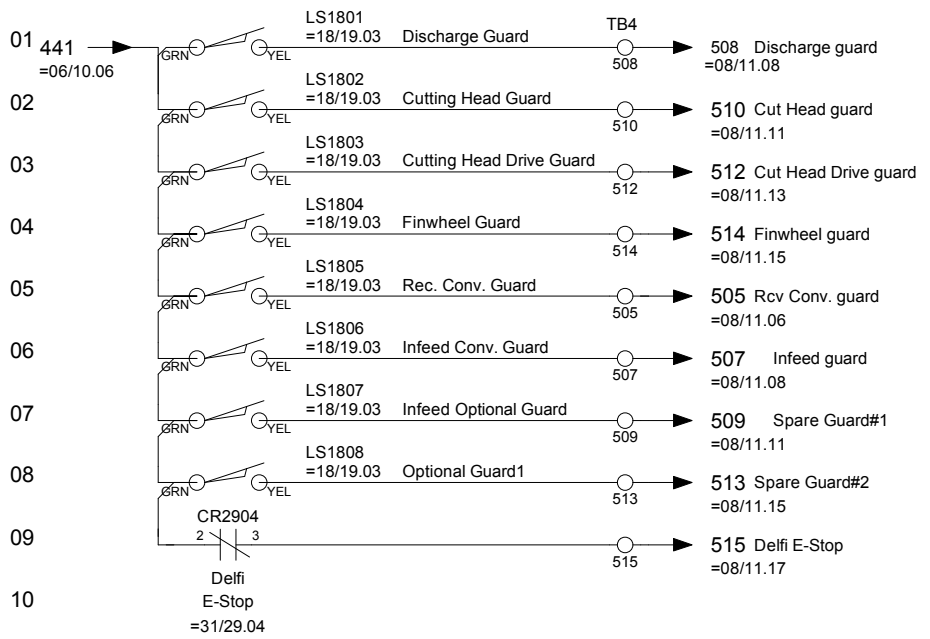 LS1801
TB4
01 441 GRN YEL =18/19.03 Discharge Guard 508 508 Discharge guard
=06/10.06 =08/11.08
LS1802
02 GRN YEL =18/19.03 Cutting Head Guard 510 510 Cut Head guard
=08/11.11
LS1803
03 GRN YEL =18/19.03 Cutting Head Drive Guard 512 512 Cut Head Drive guard
=08/11.13
LS1804
04 GRN YEL =18/19.03 Finwheel Guard 514 514 Finwheel guard
=08/11.15
LS1805
05 GRN YEL =18/19.03 Rec. Conv. Guard 505 505 Rcv Conv. guard
=08/11.06
LS1806
06 GRN YEL =18/19.03 Infeed Conv. Guard 507 507 Infeed guard
=08/11.08
LS1807
07 GRN YEL =18/19.03 Infeed Optional Guard 509 509 Spare Guard#1
=08/11.11
LS1808
08 GRN YEL =18/19.03 Optional Guard1 513 513 Spare Guard#2
=08/11.15
CR2904
09 2 3 515 515 Delfi E-Stop
=08/11.17
Delfi
10 E-Stop
=31/29.04